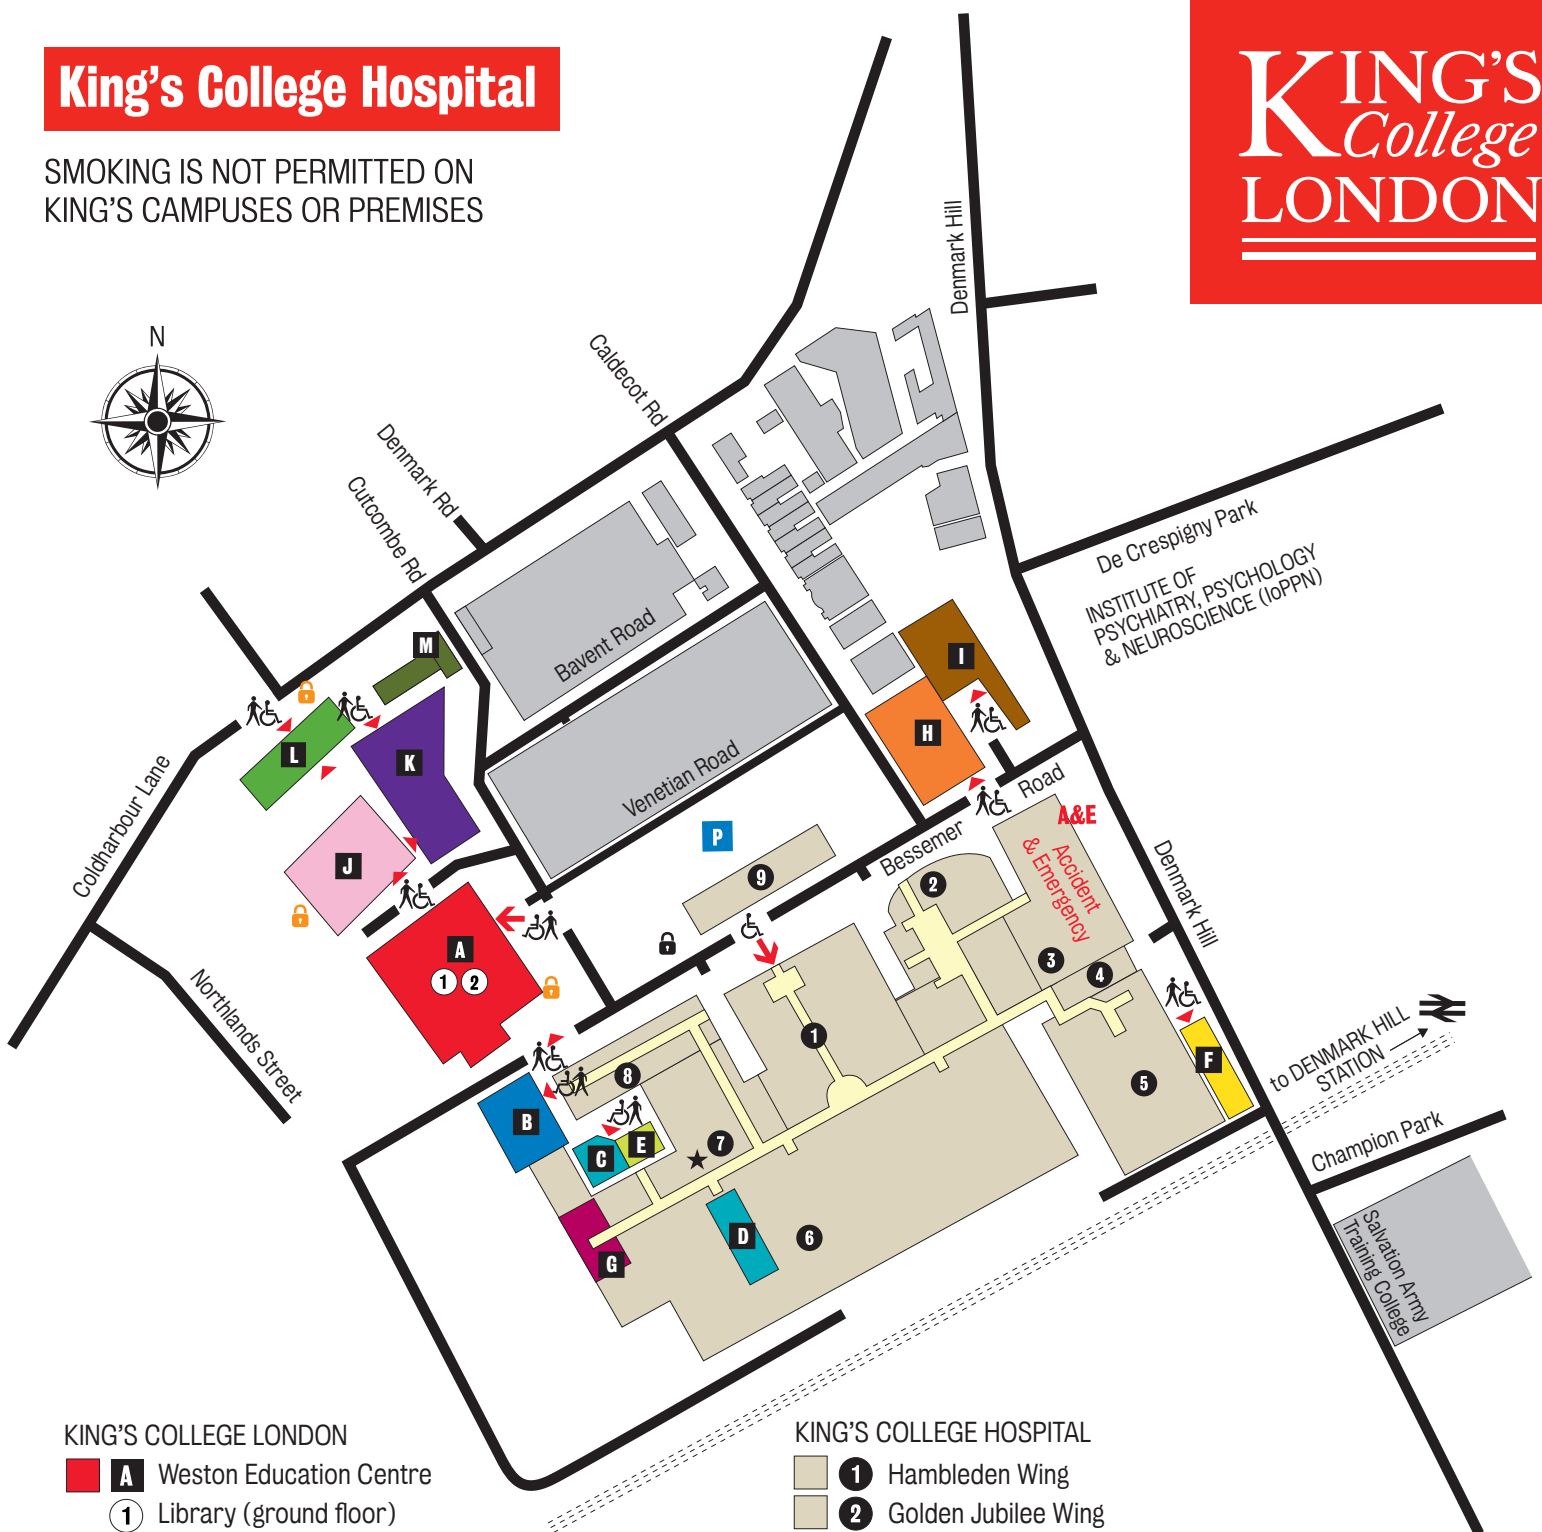 King's College Hospital
SMOKING IS NOT PERMITTED ON
KING'S CAMPUSES OR PREMISES
KING'S
College
LONDON
N
Denmark Hill
Caldecot Rd
Denmark Rd
Cutcombe Rd
De Crespigny Park
INSTITUTE OF
PSYCHIATRY, PSYCHOLOGY
& NEUROSCIENCE (IoPPN)
Bavent Road
Venetian Road
Coldharbour Lane
Northlands Street
Bessemer Road
A&E
Accident
& Emergency
Denmark Hill
to DENMARK HILL
STATION
Champion Park
Salvation Army
Training College
M
I
L
K
H
P
J
9
2
A
1 2
3
4
1
5
F
8
B
C
E
7
D
6
G
KING'S COLLEGE LONDON
A Weston Education Centre
1 Library (ground floor)
KING'S COLLEGE HOSPITAL
1 Hambleden Wing
2 Golden Jubilee Wing